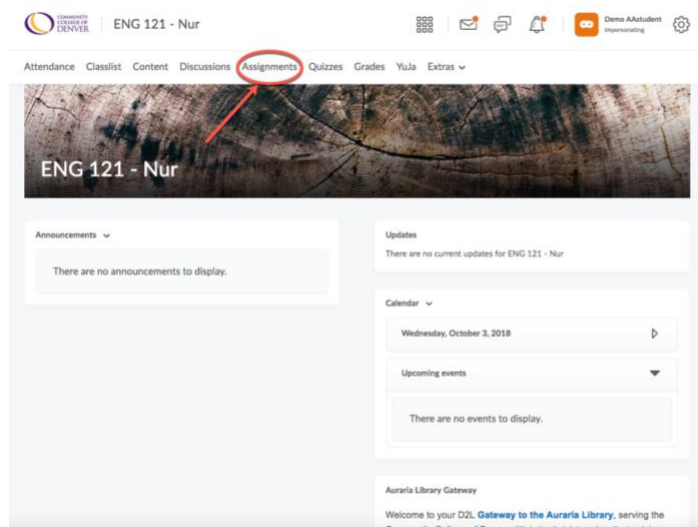 COMMUNITY
COLLEGE OF
DENVER
ENG 121 - Nur
Demo AAstudent
Impersonating
Attendance Classlist Content Discussions Assignments Quizzes Grades YuJa Extras
ENG 121 - Nur
Announcements
There are no announcements to display.
Updates
There are no current updates for ENG 121 - Nur
Calendar
Wednesday, October 3, 2018
Upcoming events
There are no events to display.
Auraria Library Gateway
Welcome to your D2L Gateway to the Auraria Library, serving the